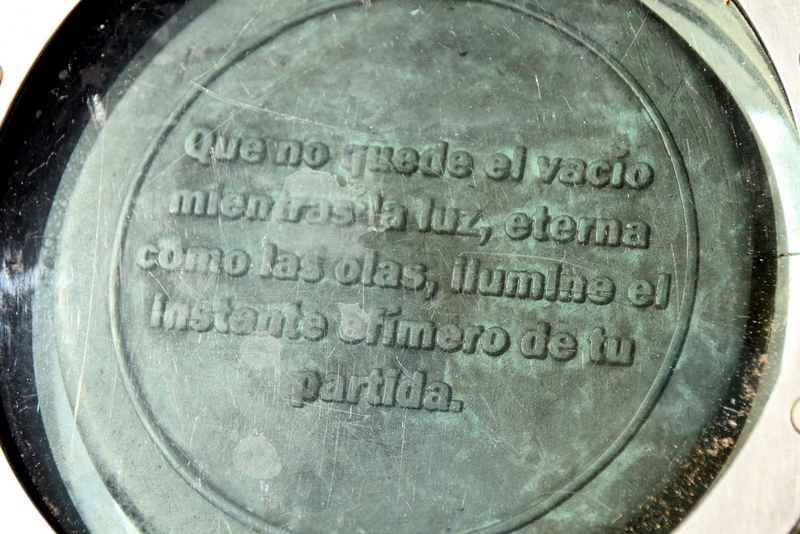 Que no quede el vacío
mientras la luz, eterna
como las olas, ilumine el
instante efímero de tu
partida.